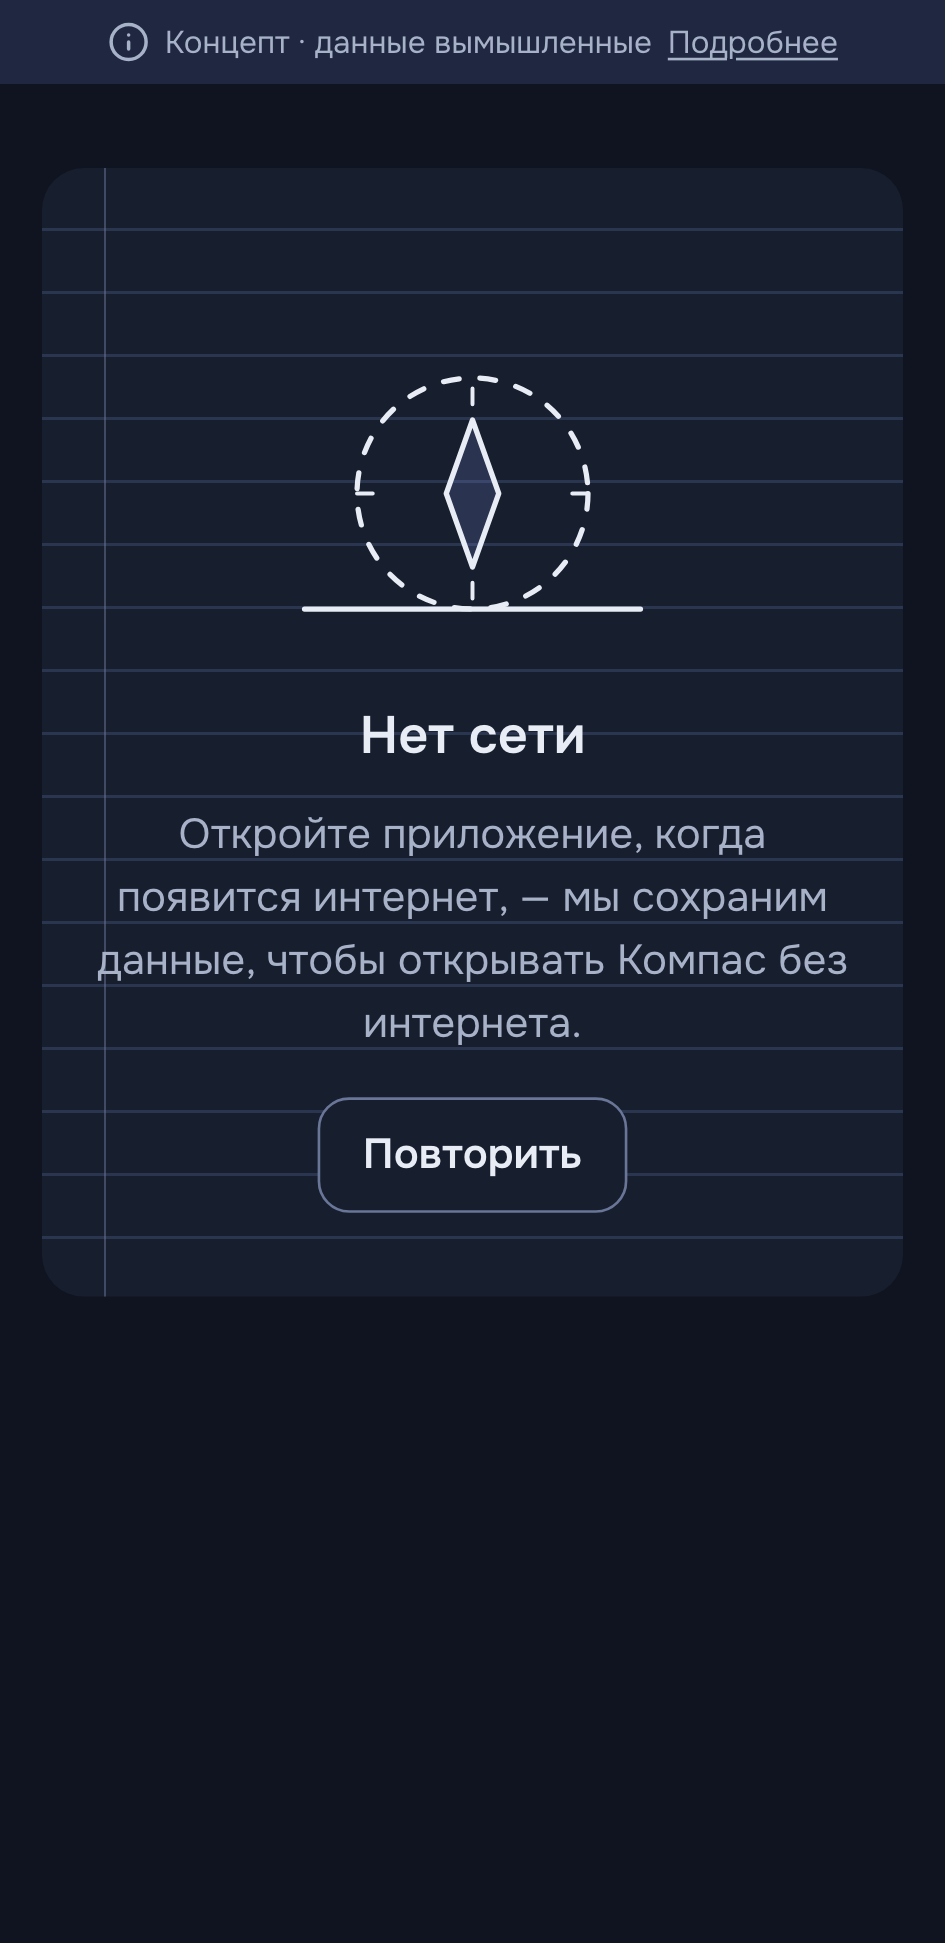 Концепт · данные вымышленные Подробнее
Нет сети
Откройте приложение, когда
появится интернет, — мы сохраним
данные, чтобы открывать Компас без
интернета.
Повторить